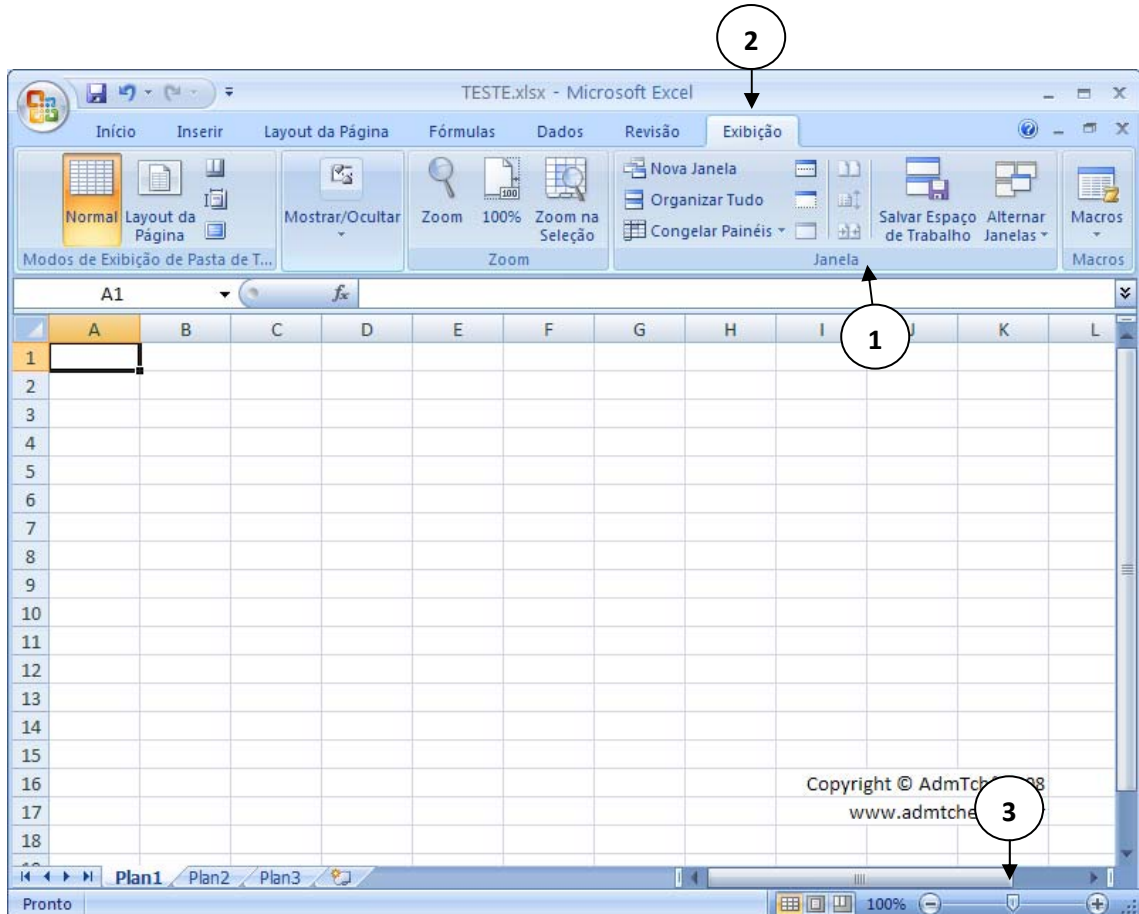 2
TESTE.xlsx - Microsoft Excel
Início Inserir Layout da Página Fórmulas Dados Revisão Exibição
Normal Layout da Página
Mostrar/Ocultar
Zoom 100% Zoom na Seleção
Nova Janela
Organizar Tudo
Congelar Painéis
Salvar Espaço de Trabalho Alternar Janelas
Macros
Modos de Exibição de Pasta de T... Zoom Janela Macros
A1 fx
1
A B C D E F G H I J K L
1
2
3
4
5
6
7
8
9
10
11
12
13
14
15
16 Copyright © 
17
3
18
Plan1 Plan2 Plan3
Pronto 100%